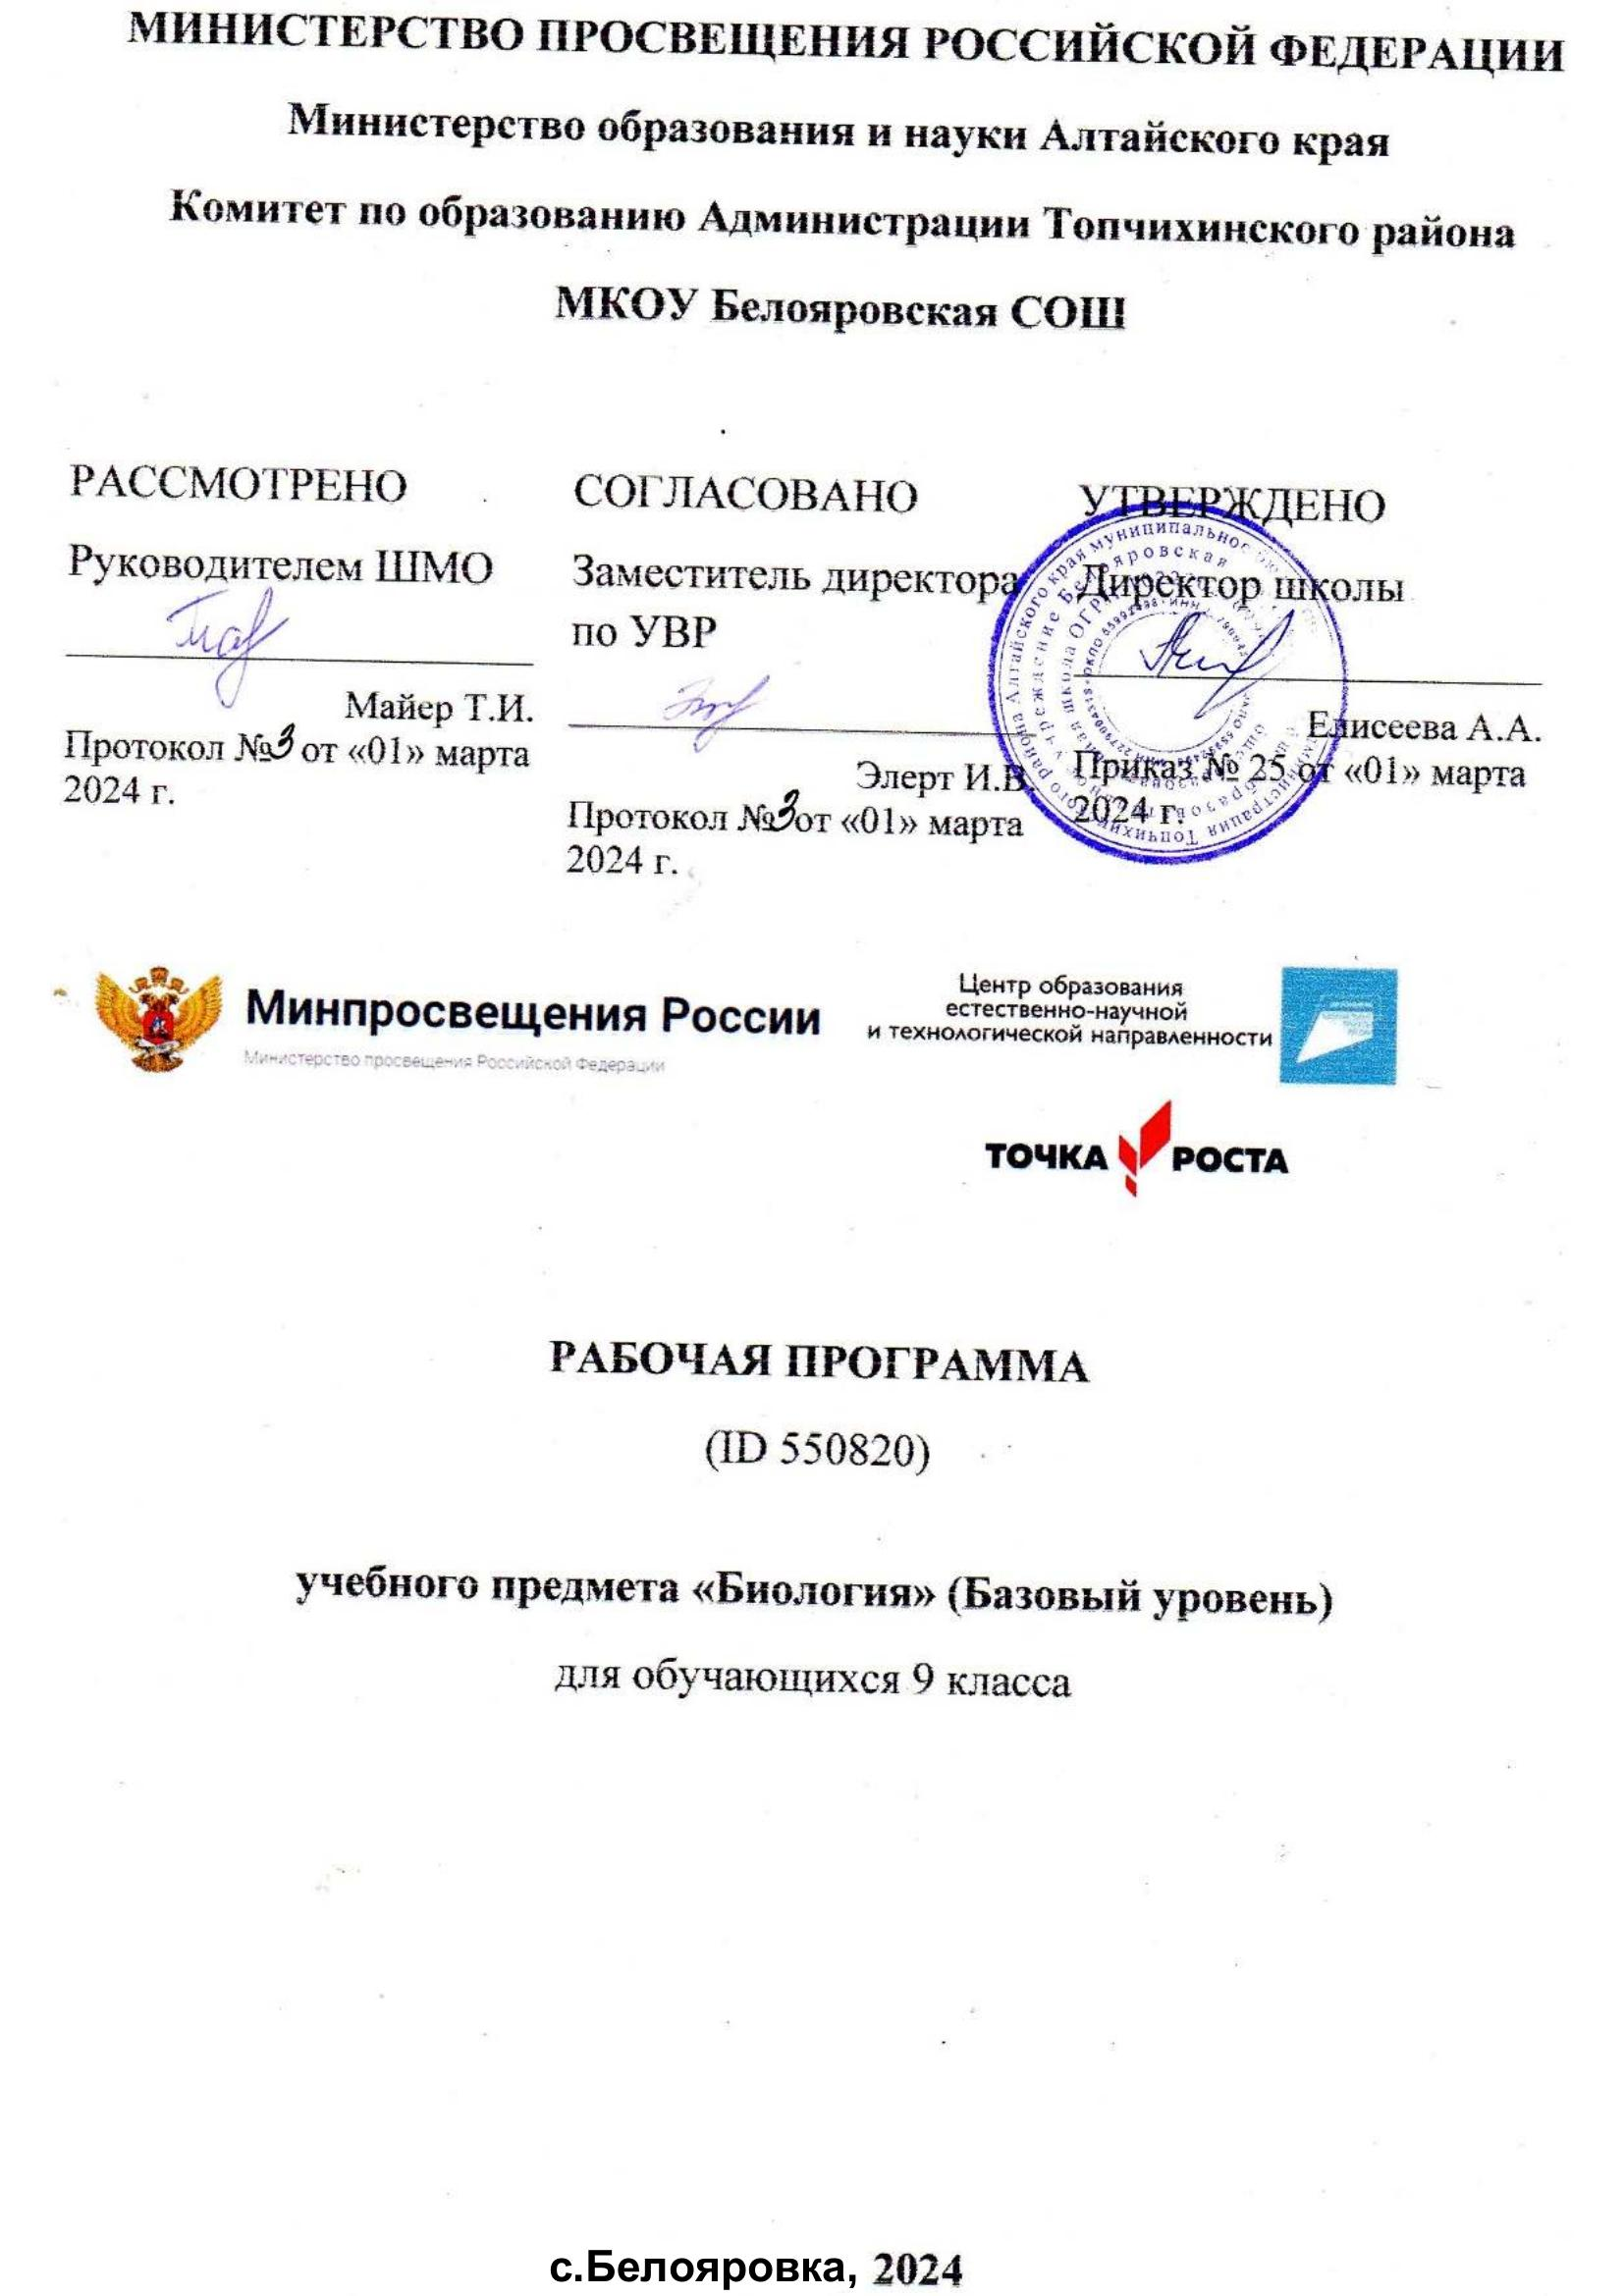 МИНИСТЕРСТВО ПРОСВЕЩЕНИЯ РОССИЙСКОЙ ФЕДЕРАЦИИ
Министерство образования и науки Алтайского края
Комитет по образованию Администрации Топчихинского района
МКОУ Белояровская СОШ
РАССМОТРЕНО
Руководителем ШМО
Майер Т.И.
Протокол №3 от «01» марта
2024 г.
СОГЛАСОВАНО
Заместитель директора
по УВР
Элерт И.В.
Протокол №3 от «01» марта
2024 г.
УТВЕРЖДЕНО
Директор школы
Елисеева А.А.
Приказ № 25 от «01» марта
2024 г.
Минпросвещения России
Министерство просвещения Российской Федерации
Центр образования
естественно-научной
и технологической направленности
ТОЧКА РОСТА
РАБОЧАЯ ПРОГРАММА
(ID 550820)
учебного предмета «Биология» (Базовый уровень)
для обучающихся 9 класса
с.Белояровка, 2024